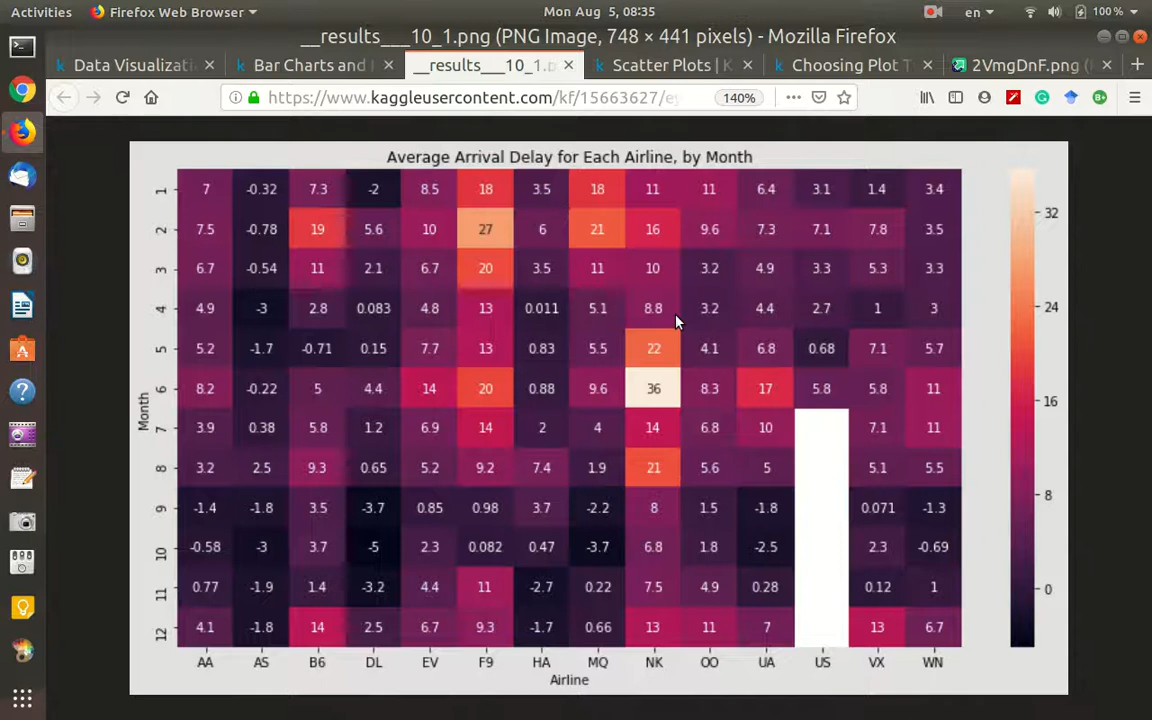 Activities Firefox Web Browser Mon Aug 5, 08:35 en 100 %
__results___10_1.png (PNG Image, 748 × 441 pixels) - Mozilla Firefox
Data Visualizati Bar Charts and __results___10_1.p Scatter Plots | K Choosing Plot T 2VmgDnF.png (
https://www.kaggleusercontent.com/kf/15663627/ey 140%
Average Arrival Delay for Each Airline, by Month
1 7 -0.32 7.3 -2 8.5 18 3.5 18 11 11 6.4 3.1 1.4 3.4
32
2 7.5 -0.78 19 5.6 10 27 6 21 16 9.6 7.3 7.1 7.8 3.5
3 6.7 -0.54 11 2.1 6.7 20 3.5 11 10 3.2 4.9 3.3 5.3 3.3
4 4.9 -3 2.8 0.083 4.8 13 0.011 5.1 8.8 3.2 4.4 2.7 1 3
24
5 5.2 -1.7 -0.71 0.15 7.7 13 0.83 5.5 22 4.1 6.8 0.68 7.1 5.7
6 8.2 -0.22 5 4.4 14 20 0.88 9.6 36 8.3 17 5.8 5.8 11
16
Month
7 3.9 0.38 5.8 1.2 6.9 14 2 4 14 6.8 10 7.1 11
8 3.2 2.5 9.3 0.65 5.2 9.2 7.4 1.9 21 5.6 5 5.1 5.5
8
9 -1.4 -1.8 3.5 -3.7 0.85 0.98 3.7 -2.2 8 1.5 -1.8 0.071 -1.3
10 -0.58 -3 3.7 -5 2.3 0.082 0.47 -3.7 6.8 1.8 -2.5 2.3 -0.69
11 0.77 -1.9 1.4 -3.2 4.4 11 -2.7 0.22 7.5 4.9 0.28 0.12 1
0
12 4.1 -1.8 14 2.5 6.7 9.3 -1.7 0.66 13 11 7 13 6.7
AA AS B6 DL EV F9 HA MQ NK OO UA US VX WN
Airline